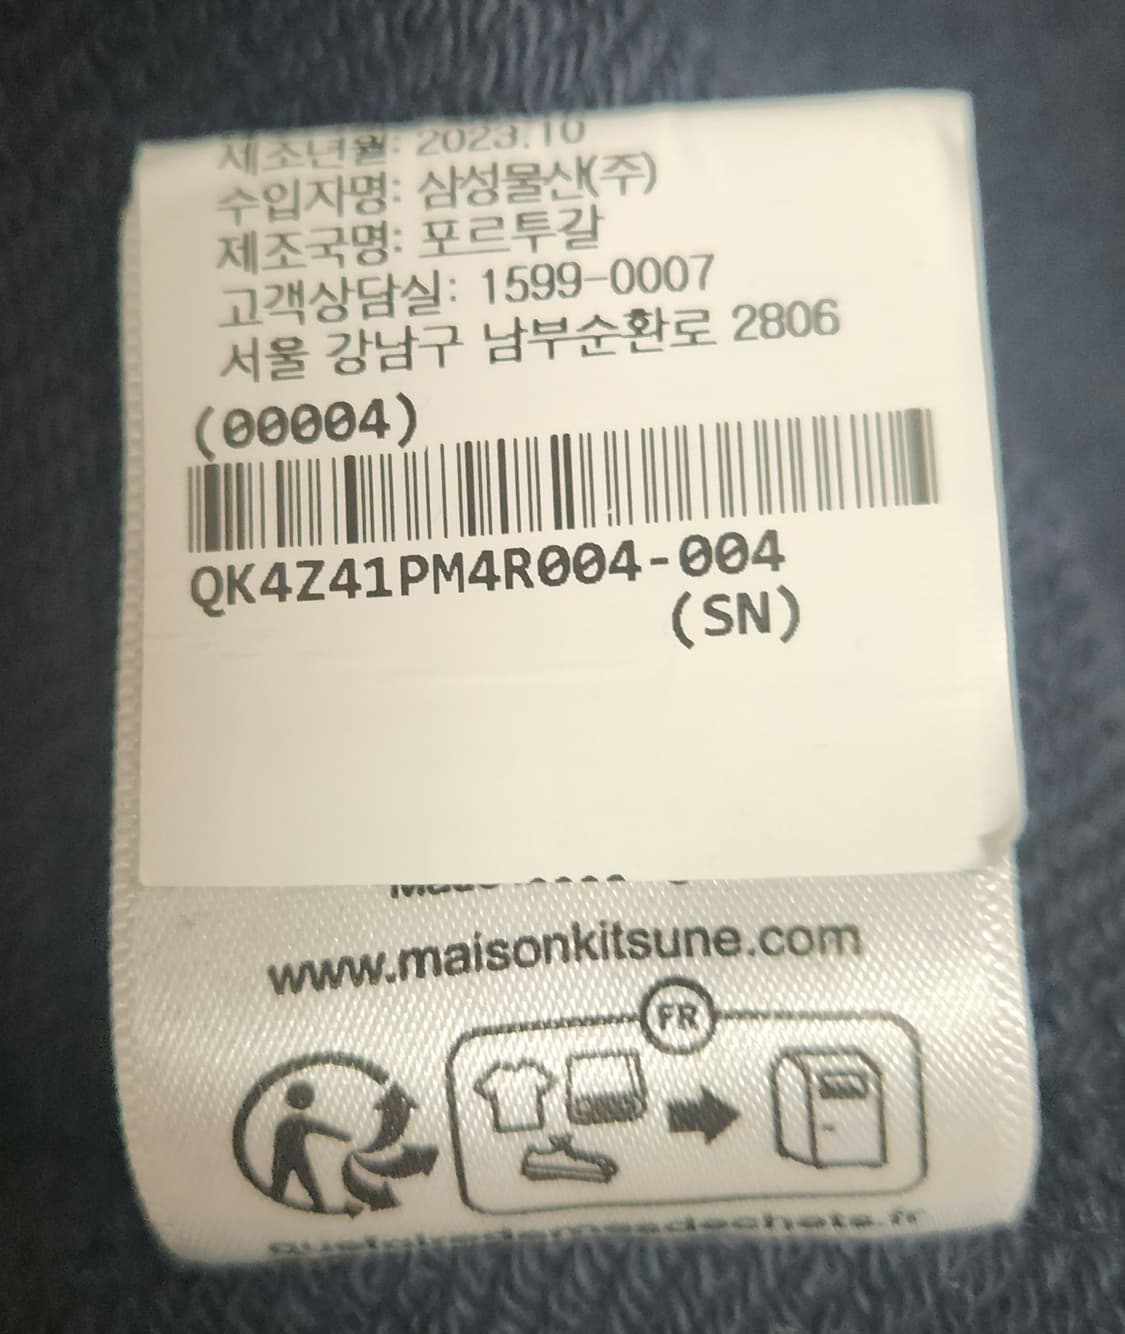 제조년월: 2023.10
수입자명: 삼성물산(주)
제조국명: 포르투갈
고객상담실: 1599-0007
서울 강남구 남부순환로 2806
(00004)
QK4Z41PM4R004-004
(SN)
www.maisonkitsune.com
FR
quefairedemesdechets.fr